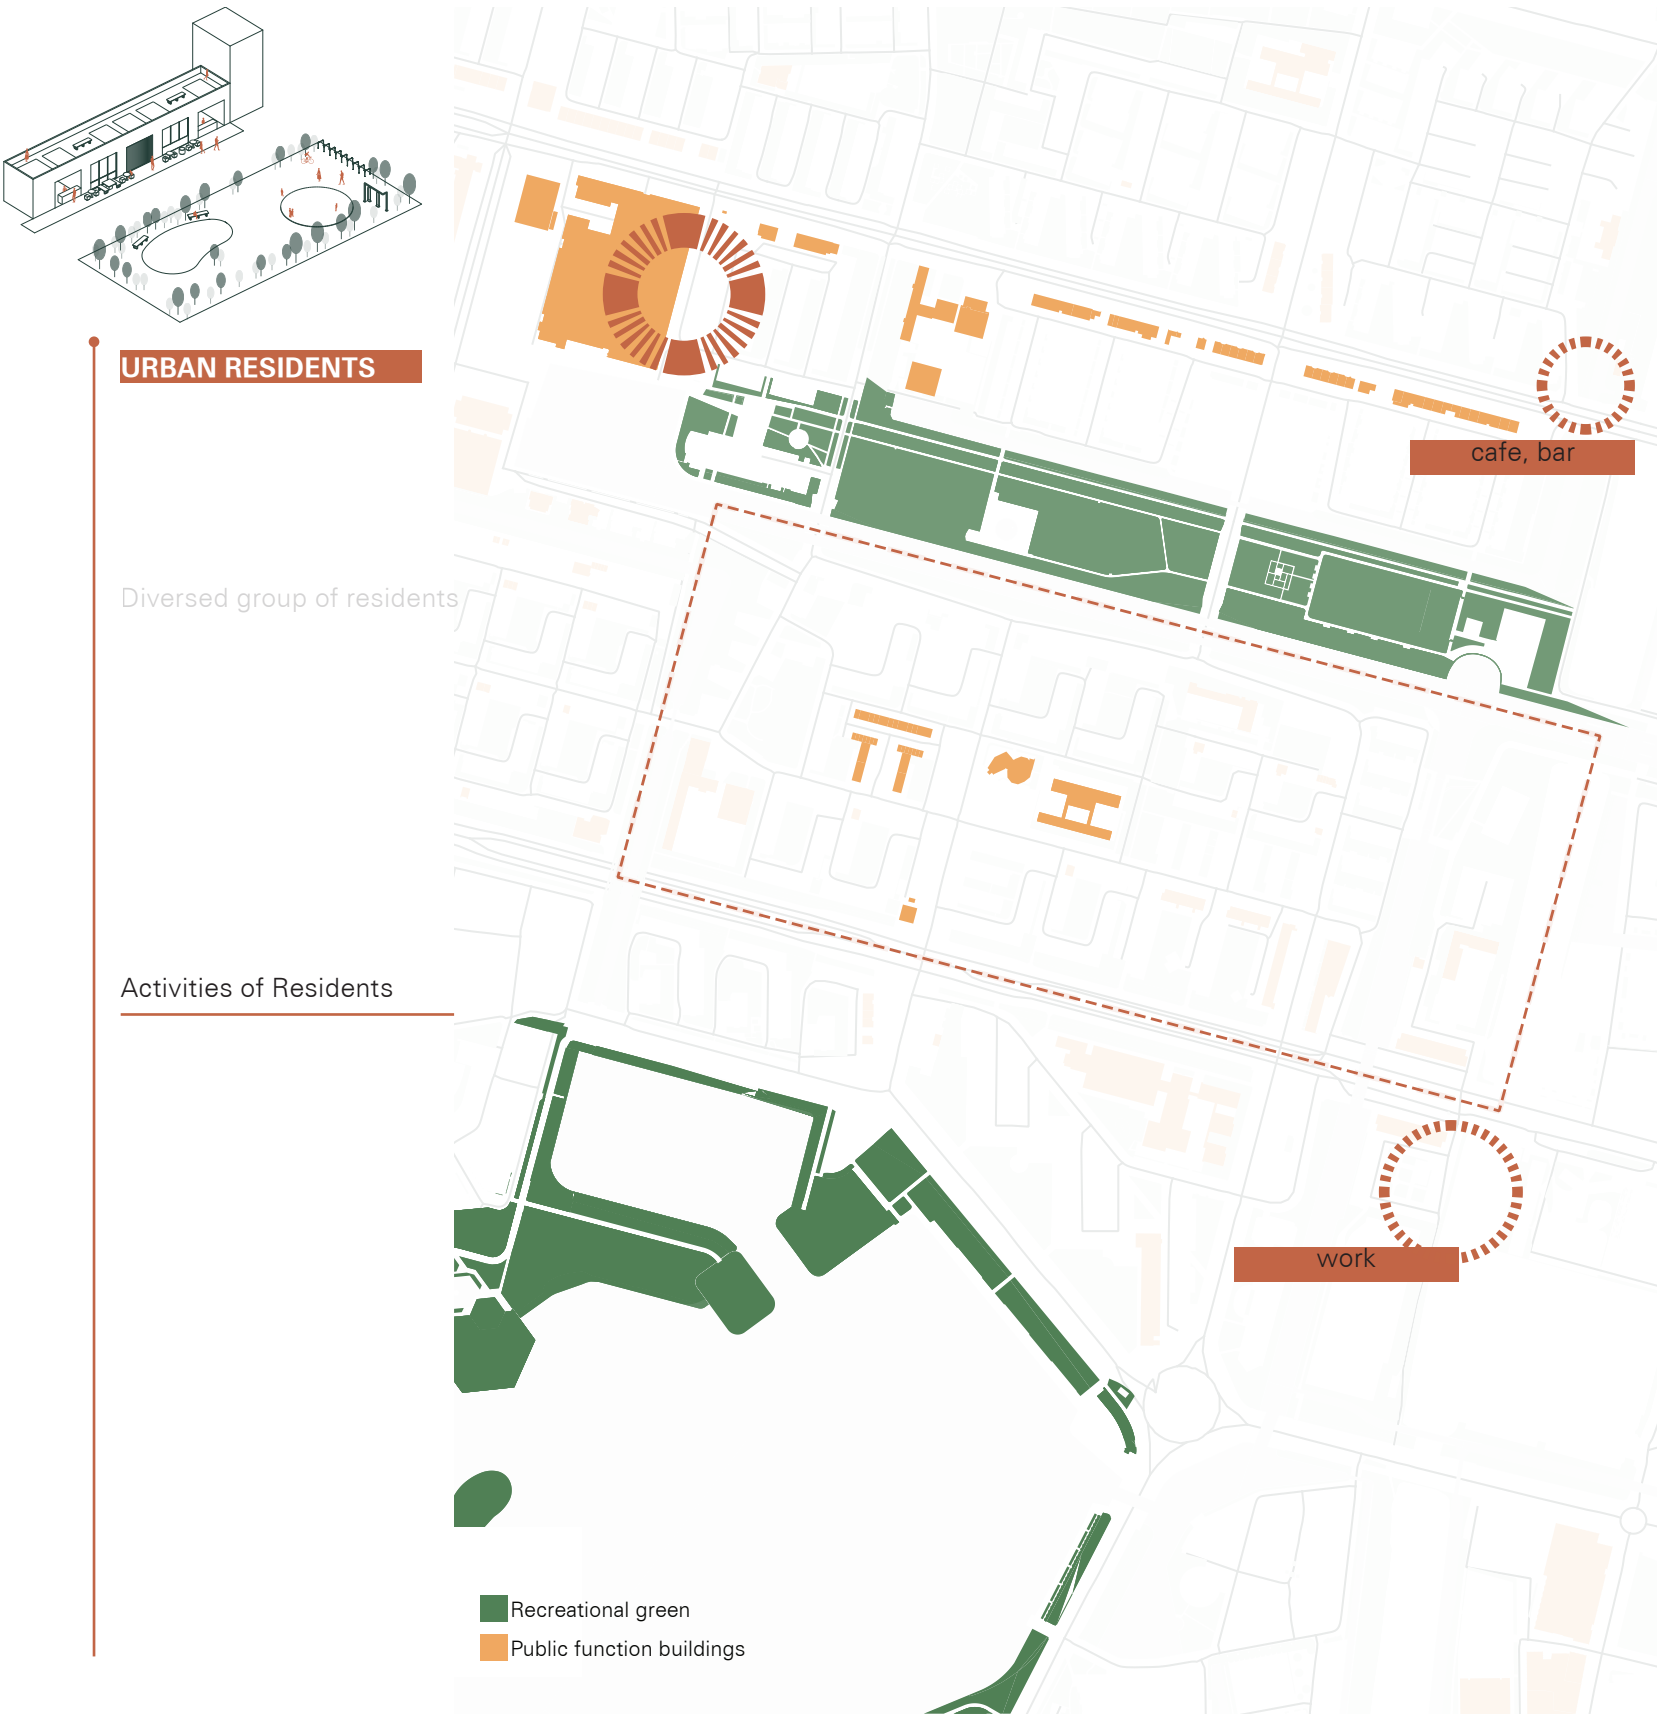 URBAN RESIDENTS
cafe, bar
Diversed group of residents
Activities of Residents
work
Recreational green
Public function buildings